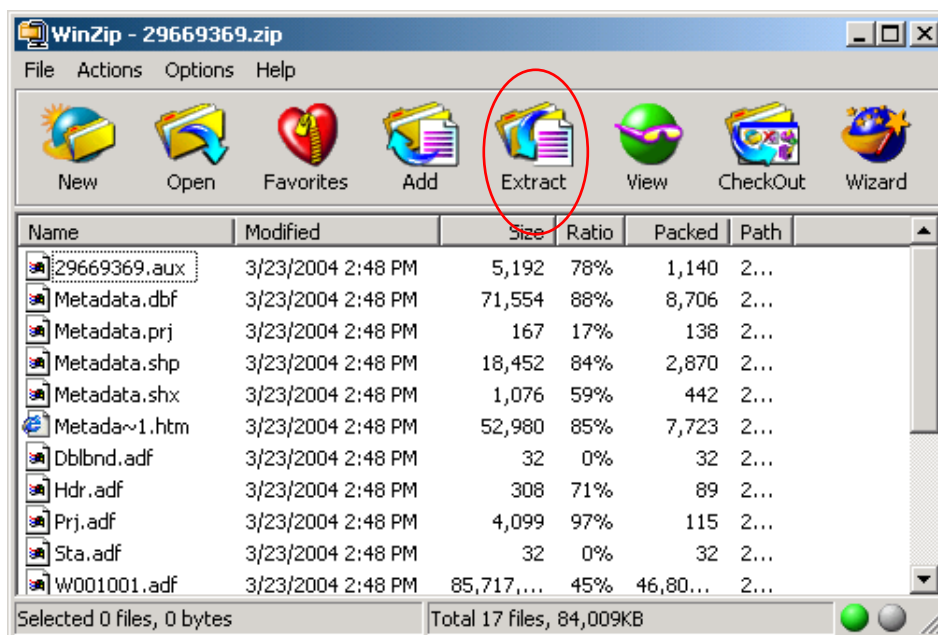 WinZip - 29669369.zip
File Actions Options Help
New Open Favorites Add Extract View CheckOut Wizard
Name Modified Size Ratio Packed Path
29669369.aux 3/23/2004 2:48 PM 5,192 78% 1,140 2...
Metadata.dbf 3/23/2004 2:48 PM 71,554 88% 8,706 2...
Metadata.prj 3/23/2004 2:48 PM 167 17% 138 2...
Metadata.shp 3/23/2004 2:48 PM 18,452 84% 2,870 2...
Metadata.shx 3/23/2004 2:48 PM 1,076 59% 442 2...
Metada~1.htm 3/23/2004 2:48 PM 52,980 85% 7,723 2...
Dblbnd.adf 3/23/2004 2:48 PM 32 0% 32 2...
Hdr.adf 3/23/2004 2:48 PM 308 71% 89 2...
Prj.adf 3/23/2004 2:48 PM 4,099 97% 115 2...
Sta.adf 3/23/2004 2:48 PM 32 0% 32 2...
W001001.adf 3/23/2004 2:48 PM 85,717,... 45% 46,80... 2...
Selected 0 files, 0 bytes Total 17 files, 84,009KB